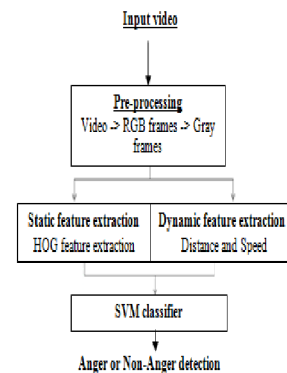 Input video
Pre-processing
Video -> RGB frames -> Gray
frames
Static feature extraction
HOG feature extraction
Dynamic feature extraction
Distance and Speed
SVM classifier
Anger or Non-Anger detection